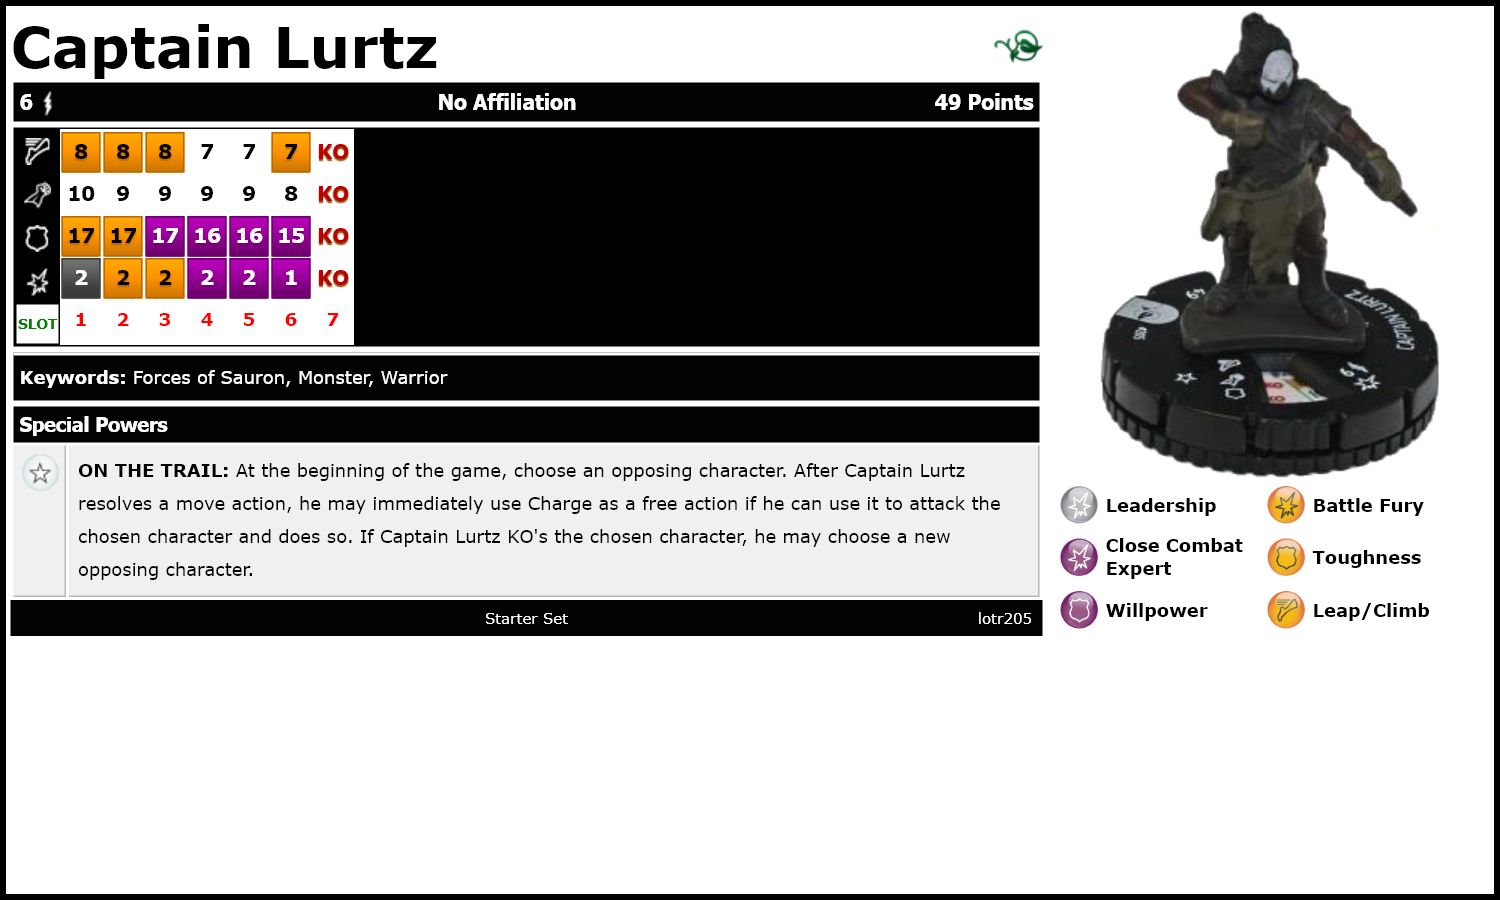 Captain Lurtz
6 No Affiliation 49 Points
8 8 8 7 7 7 KO
10 9 9 9 9 8 KO
17 17 17 16 16 15 KO
2 2 2 2 2 1 KO
SLOT 1 2 3 4 5 6 7
Keywords: Forces of Sauron, Monster, Warrior
Special Powers
ON THE TRAIL: At the beginning of the game, choose an opposing character. After Captain Lurtz
resolves a move action, he may immediately use Charge as a free action if he can use it to attack the
chosen character and does so. If Captain Lurtz KO's the chosen character, he may choose a new
opposing character.
Starter Set lotr205
CAPTAIN LURTZ
49
6
KO
KO
Leadership Battle Fury
Close Combat
Expert
Toughness
Willpower Leap/Climb